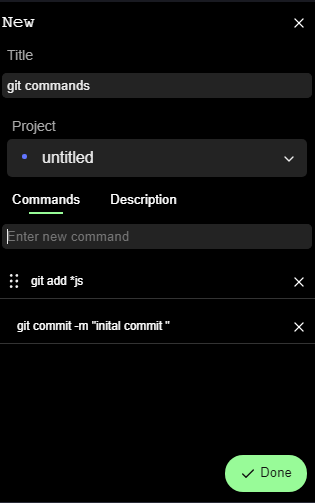 New
Title
git commands
Project
untitled
Commands Description
Enter new command
git add *js
git commit -m "inital commit "
Done